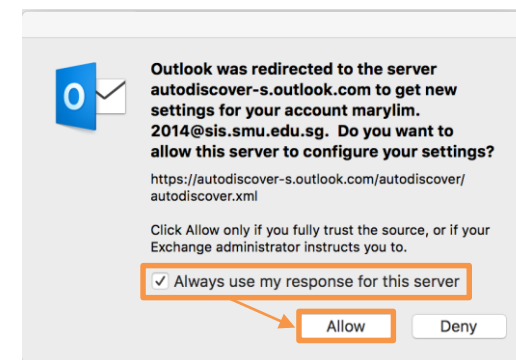 Outlook was redirected to the server
autodiscover-s.outlook.com to get new
settings for your account marylim.
2014@sis.smu.edu.sg. Do you want to
allow this server to configure your settings?
https://autodiscover-s.outlook.com/autodiscover/
autodiscover.xml
Click Allow only if you fully trust the source, or if your
Exchange administrator instructs you to.
Always use my response for this server
Allow Deny